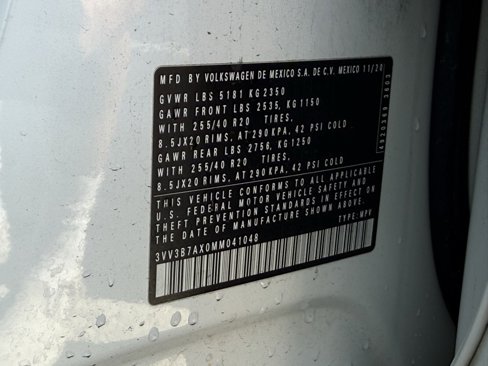 MFD BY VOLKSWAGEN DE MEXICO S.A. DE C.V. MEXICO 11/20
GVWR LBS 5181 KG 2350
GAWR FRONT LBS 2535, KG 1150
WITH 255/40 R20 TIRES,
8.5JX20 RIMS, AT 290 KPA, 42 PSI COLD
GAWR REAR LBS 2756, KG 1250
WITH 255/40 R20 TIRES,
8.5JX20 RIMS, AT 290 KPA, 42 PSI COLD
THIS VEHICLE CONFORMS TO ALL APPLICABLE
U.S. FEDERAL MOTOR VEHICLE SAFETY AND
THEFT PREVENTION STANDARDS IN EFFECT ON
THE DATE OF MANUFACTURE SHOWN ABOVE.
3VV3B7AX0MM041048 TYPE: MPV
4920369 3603